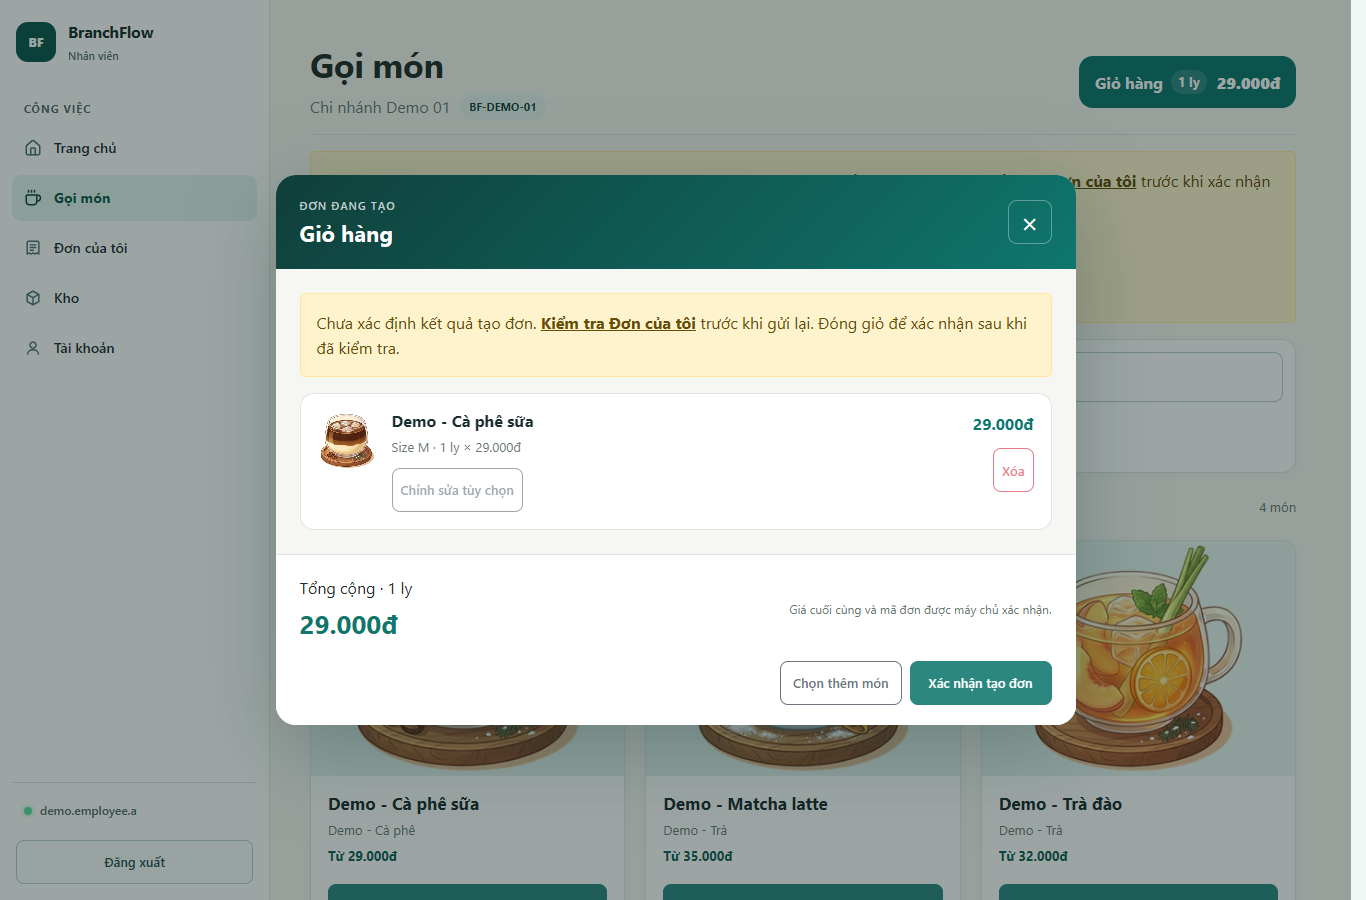 BF
BranchFlow
Nhân viên
CÔNG VIỆC
Trang chủ
Gọi món
Đơn của tôi
Kho
Tài khoản
demo.employee.a
Đăng xuất
Gọi món
Chi nhánh Demo 01 BF-DEMO-01
Giỏ hàng 1 ly 29.000đ
n của tôi trước khi xác nhận
ĐƠN ĐANG TẠO
Giỏ hàng
Chưa xác định kết quả tạo đơn. Kiểm tra Đơn của tôi trước khi gửi lại. Đóng giỏ để xác nhận sau khi
đã kiểm tra.
Demo - Cà phê sữa
29.000đ
Size M · 1 ly × 29.000đ
Chỉnh sửa tùy chọn
Xóa
Tổng cộng · 1 ly
29.000đ
Giá cuối cùng và mã đơn được máy chủ xác nhận.
Chọn thêm món
Xác nhận tạo đơn
4 món
Demo - Cà phê sữa
Demo - Cà phê
Từ 29.000đ
Demo - Matcha latte
Demo - Trà
Từ 35.000đ
Demo - Trà đào
Demo - Trà
Từ 32.000đ